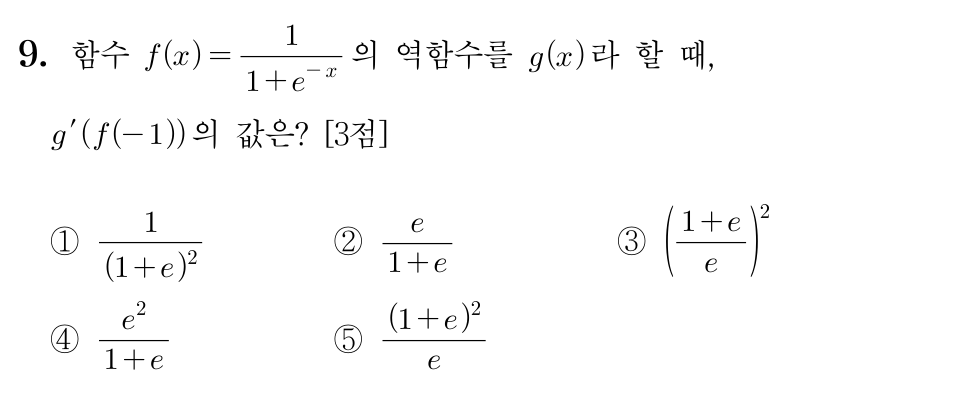 9. 함수 f(x)=\frac{1}{1+e^{-x}}의 역함수를 g(x)라 할 때,
g′(f(−1))의 값은? [3점]
① \frac{1}{(1+e)^2} ② \frac{e}{1+e} ③ \left(\frac{1+e}{e}\right)^2
④ \frac{e^2}{1+e} ⑤ \frac{(1+e)^2}{e}